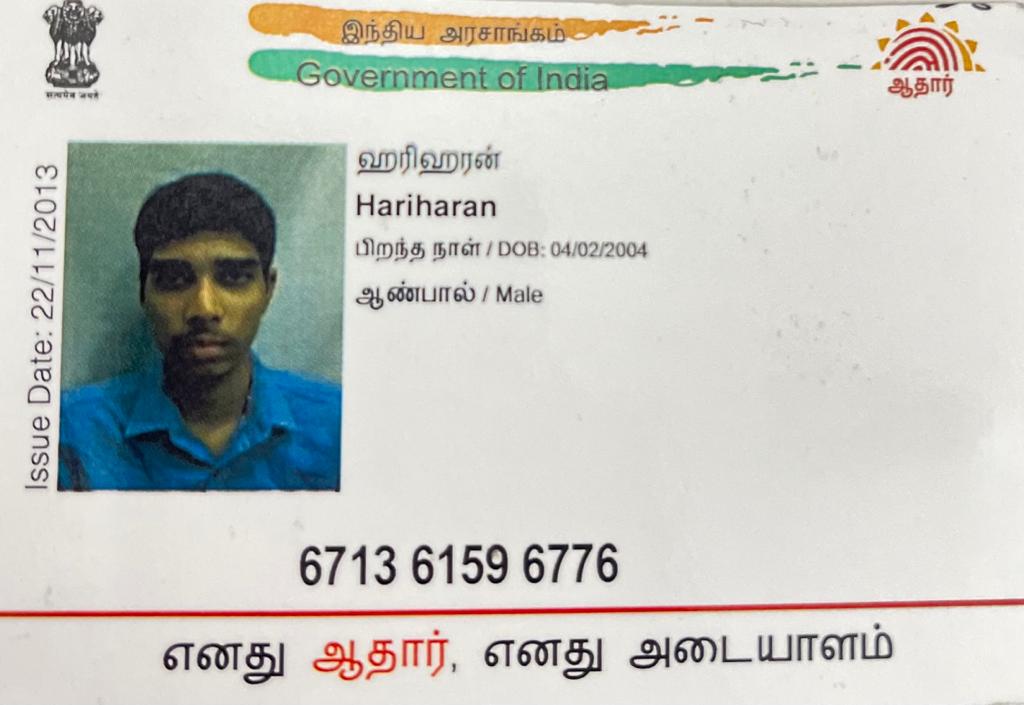 இந்திய அரசாங்கம்
Government of India
सत्यमेव जयते
ஆதார்
Issue Date: 22/11/2013
ஹரிஹரன்
Hariharan
பிறந்த நாள் / DOB: 04/02/2004
ஆண்பால் / Male
6713 6159 6776
எனது ஆதார், எனது அடையாளம்